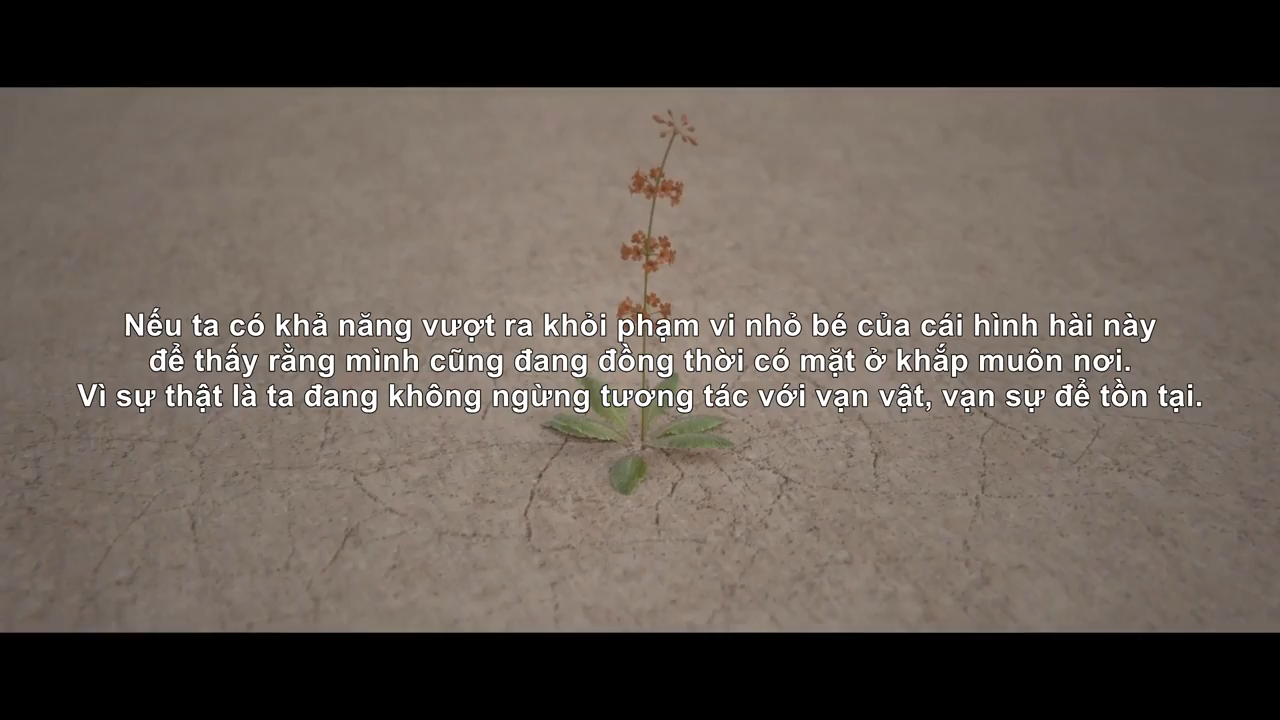 Nếu ta có khả năng vượt ra khỏi phạm vi nhỏ bé của cái hình hài này
để thấy rằng mình cũng đang đồng thời có mặt ở khắp muôn nơi.
Vì sự thật là ta đang không ngừng tương tác với vạn vật, vạn sự để tồn tại.